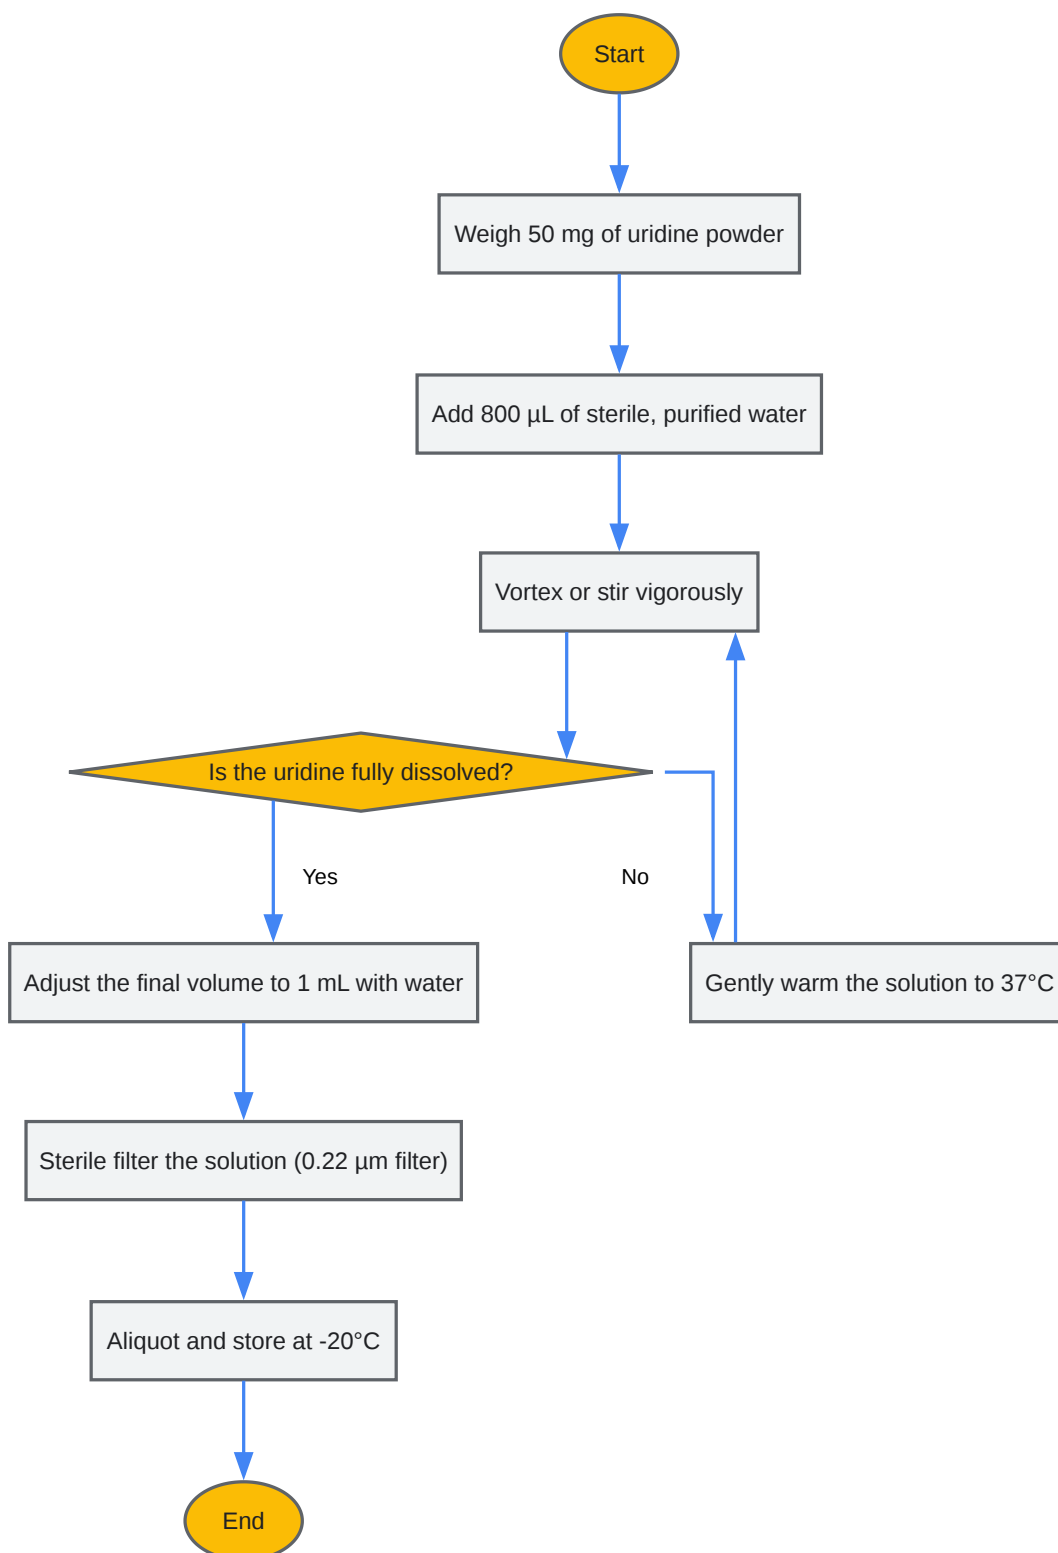 Start
Weigh 50 mg of uridine powder
Add 800 µL of sterile, purified water
Vortex or stir vigorously
Is the uridine fully dissolved?
Yes
No
Adjust the final volume to 1 mL with water
Gently warm the solution to 37°C
Sterile filter the solution (0.22 µm filter)
Aliquot and store at -20°C
End